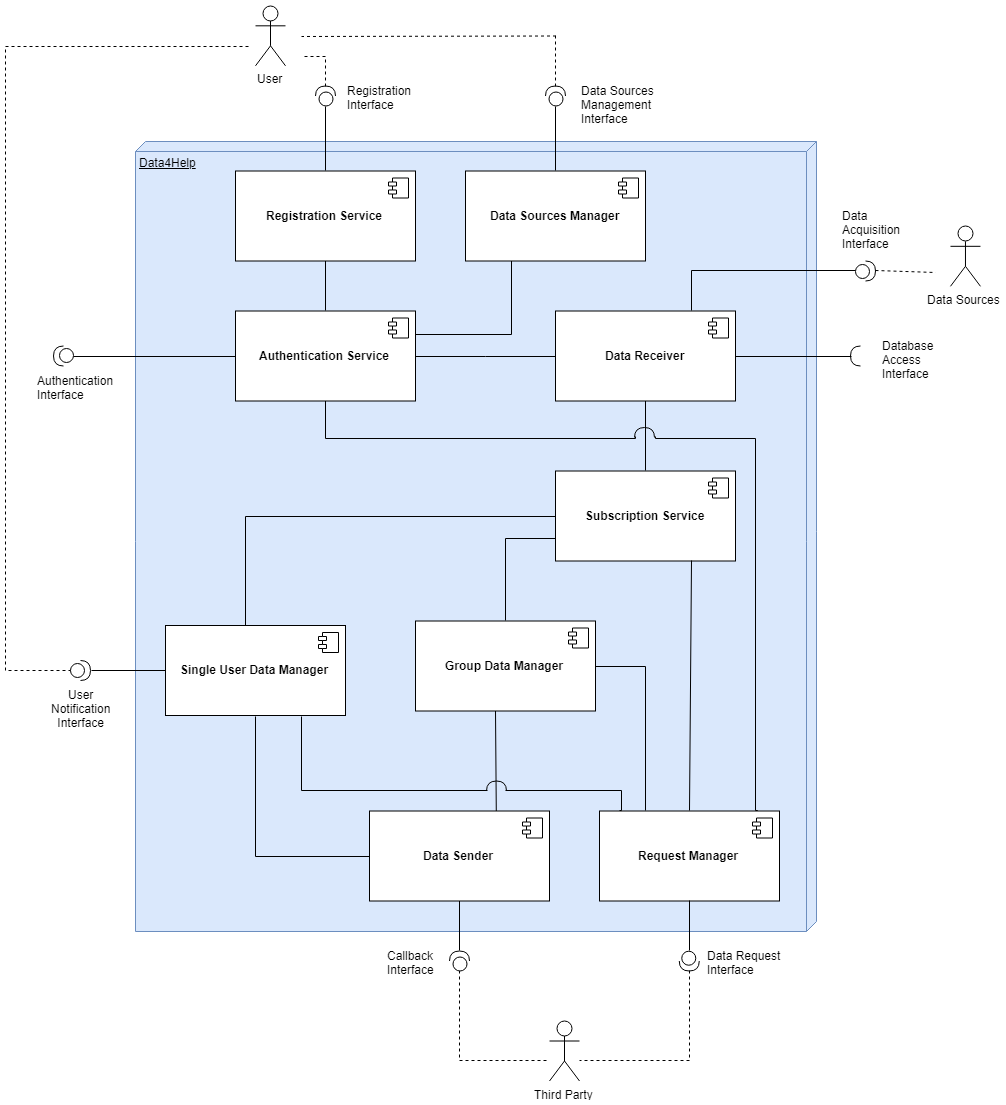 User
Registration
Interface
Data Sources
Management
Interface
Data4Help
Registration Service
Data Sources Manager
Data
Acquisition
Interface
Data Sources
Authentication Service
Data Receiver
Database
Access
Interface
Authentication
Interface
Subscription Service
Single User Data Manager
Group Data Manager
User
Notification
Interface
Data Sender
Request Manager
Callback
Interface
Data Request
Interface
Third Party